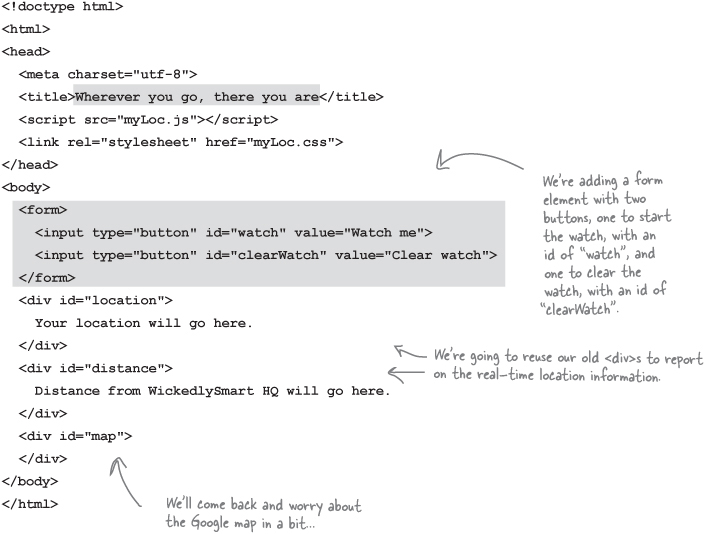 <!doctype html>
<html>
<head>
<meta charset="utf-8">
<title>Wherever you go, there you are</title>
<script src="myLoc.js"></script>
<link rel="stylesheet" href="myLoc.css">
</head>
<body>
<form>
<input type="button" id="watch" value="Watch me">
<input type="button" id="clearWatch" value="Clear watch">
</form>
<div id="location">
Your location will go here.
</div>
<div id="distance">
Distance from WickedlySmart HQ will go here.
</div>
<div id="map">
</div>
</body>
</html>
We're adding a form
element with two
buttons, one to start
the watch, with an
id of “watch”, and
one to clear the
watch, with an id of
“clearWatch”.
We're going to reuse our old <div>s to report
on the real-time location information.
We'll come back and worry about
the Google map in a bit...